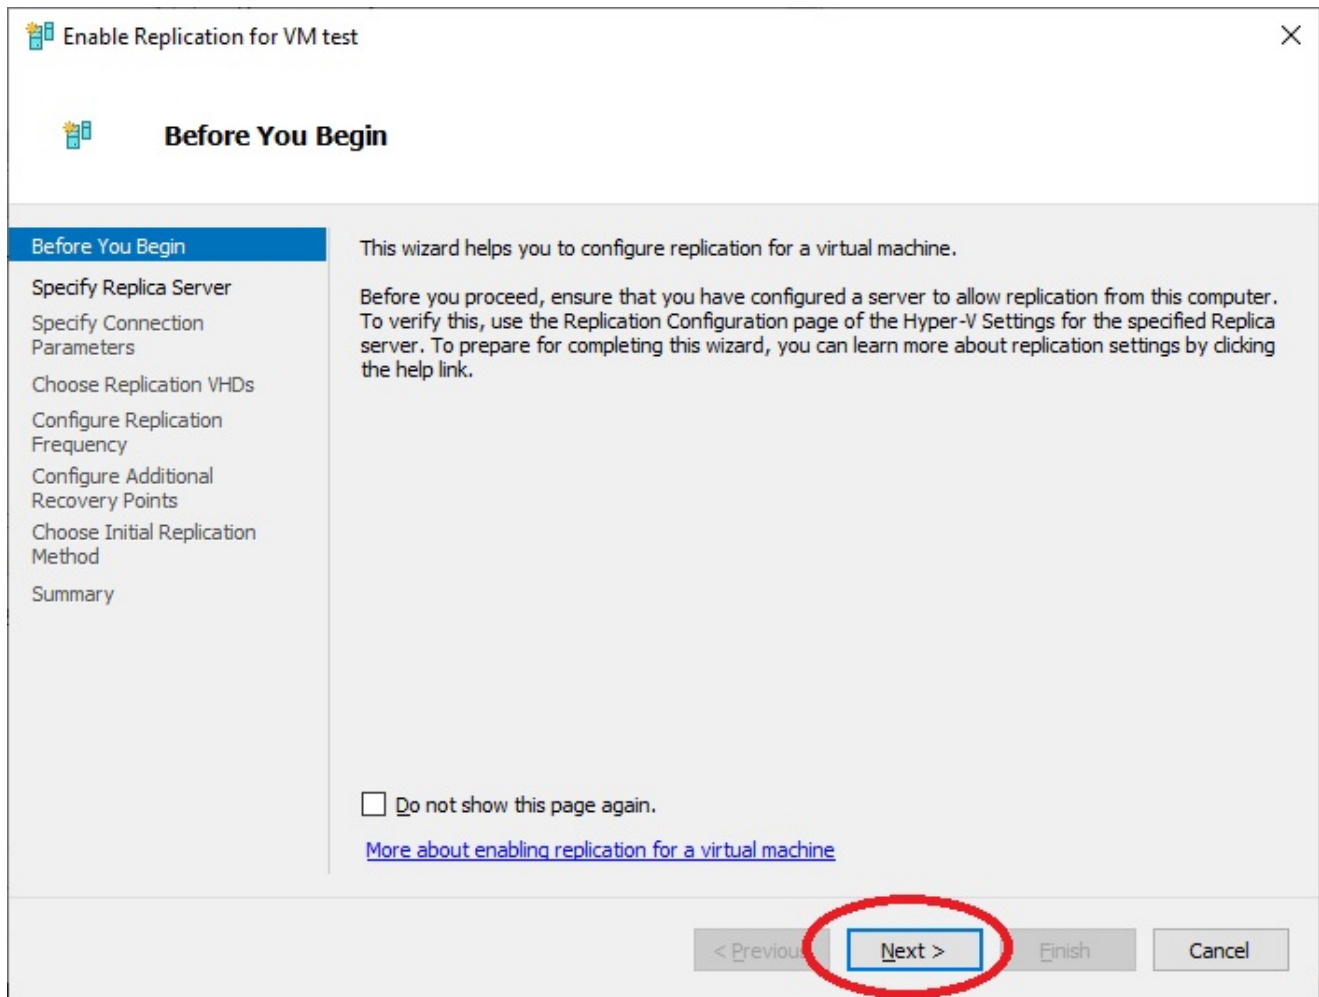 Enable Replication for VM test
Before You Begin
Before You Begin
Specify Replica Server
Specify Connection
Parameters
Choose Replication VHDs
Configure Replication
Frequency
Configure Additional
Recovery Points
Choose Initial Replication
Method
Summary
This wizard helps you to configure replication for a virtual machine.
Before you proceed, ensure that you have configured a server to allow replication from this computer.
To verify this, use the Replication Configuration page of the Hyper-V Settings for the specified Replica
server. To prepare for completing this wizard, you can learn more about replication settings by clicking
the help link.
Do not show this page again.
More about enabling replication for a virtual machine
< Previous Next > Finish Cancel